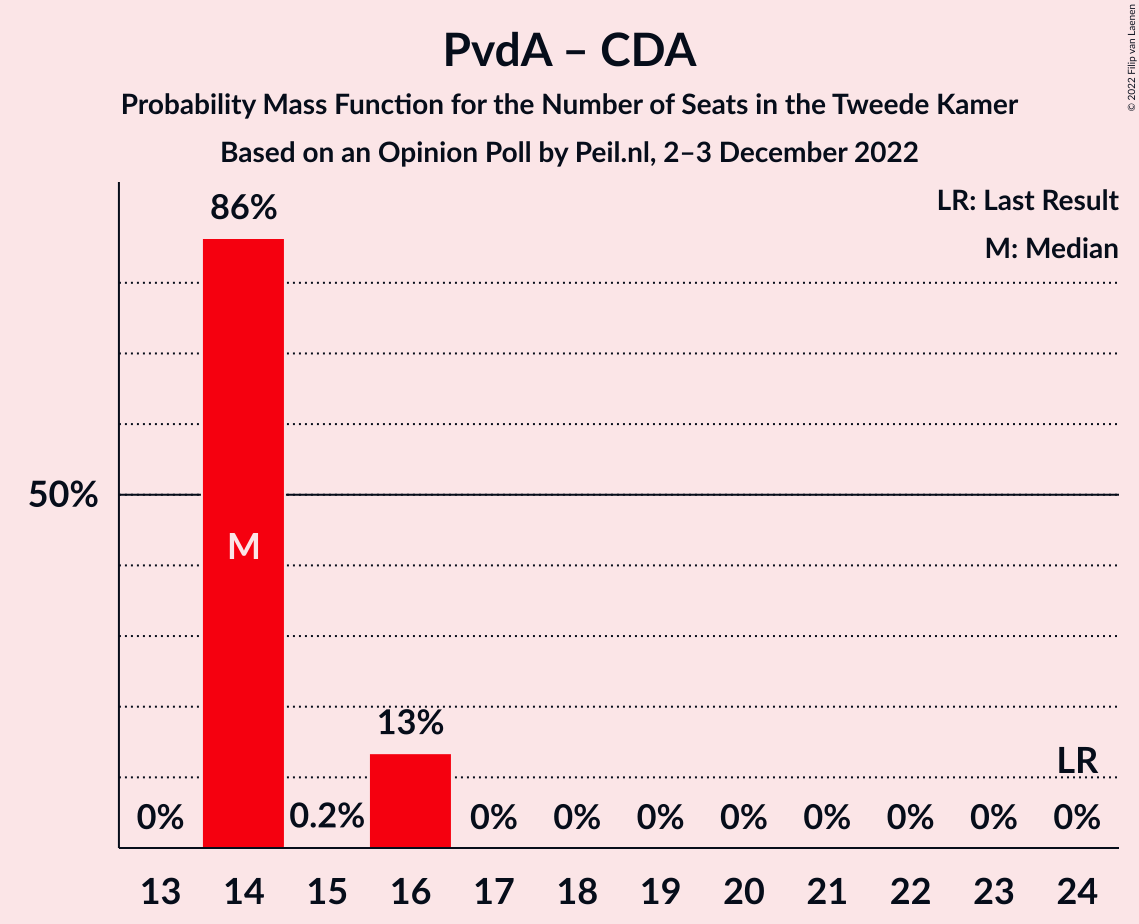 PvdA – CDA
Probability Mass Function for the Number of Seats in the Tweede Kamer
Based on an Opinion Poll by Peil.nl, 2–3 December 2022
© 2022 Filip van Laenen
LR: Last Result
M: Median
86%
50%
M
13%
LR
0% 0.2% 0% 0% 0% 0% 0% 0% 0% 0%
13 14 15 16 17 18 19 20 21 22 23 24